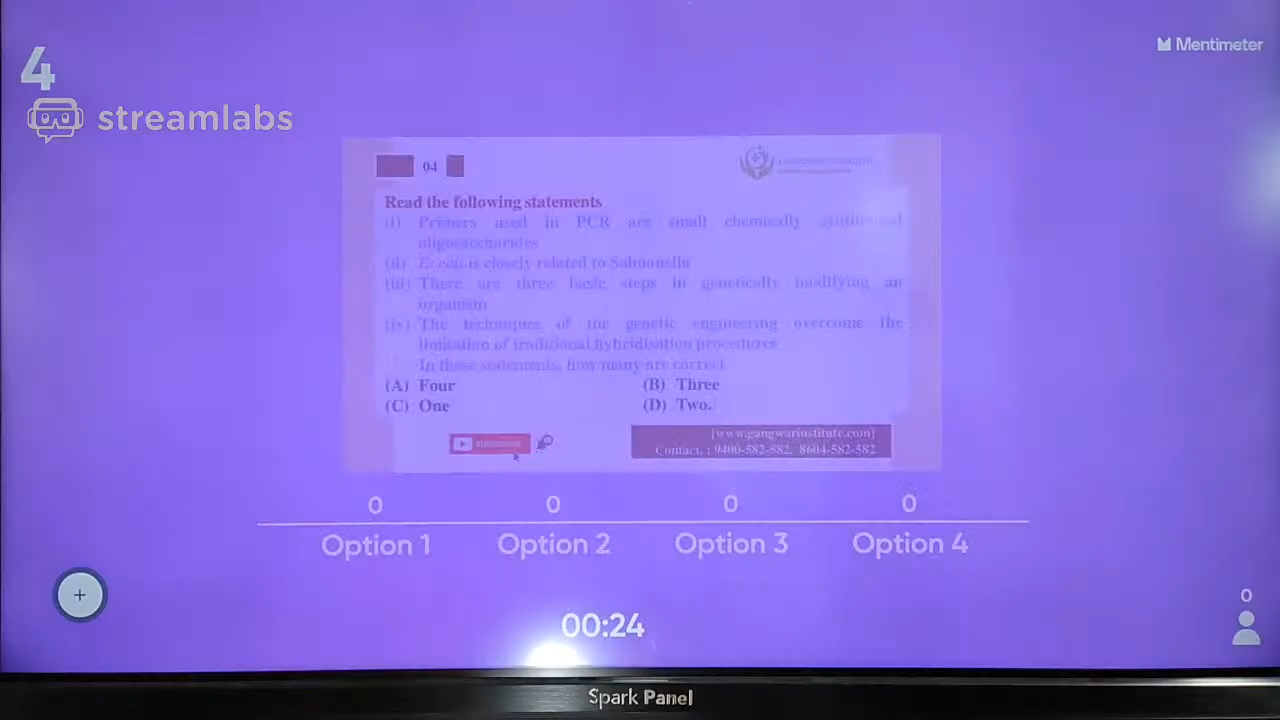 4
Mentimeter
streamlabs
04
Read the following statements
(i) Primers used in PCR are small chemically synthesised
oligosaccharides
(ii) E. coli is closely related to Salmonella
(iii) There are three basic steps in genetically modifying an
organism
(iv) The techniques of the genetic engineering overcome the
limitation of traditional hybridisation procedures
In these statements, how many are correct
(A) Four (B) Three
(C) One (D) Two.
SUBSCRIBE
[www.gangwarinstitute.com]
Contact. : 9400-582-582, 8604-582-582
0 0 0 0
Option 1 Option 2 Option 3 Option 4
+
00:24
0
Spark Panel